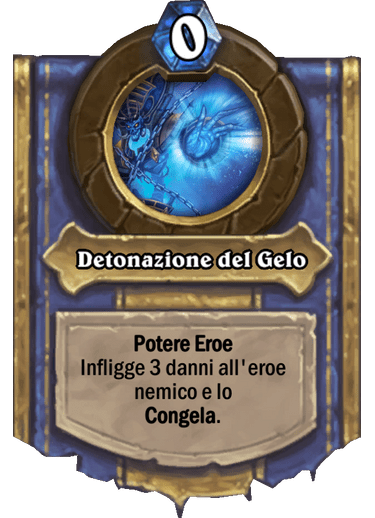 0
Detonazione del Gelo
Potere Eroe
Infligge 3 danni all'eroe
nemico e lo
Congela.